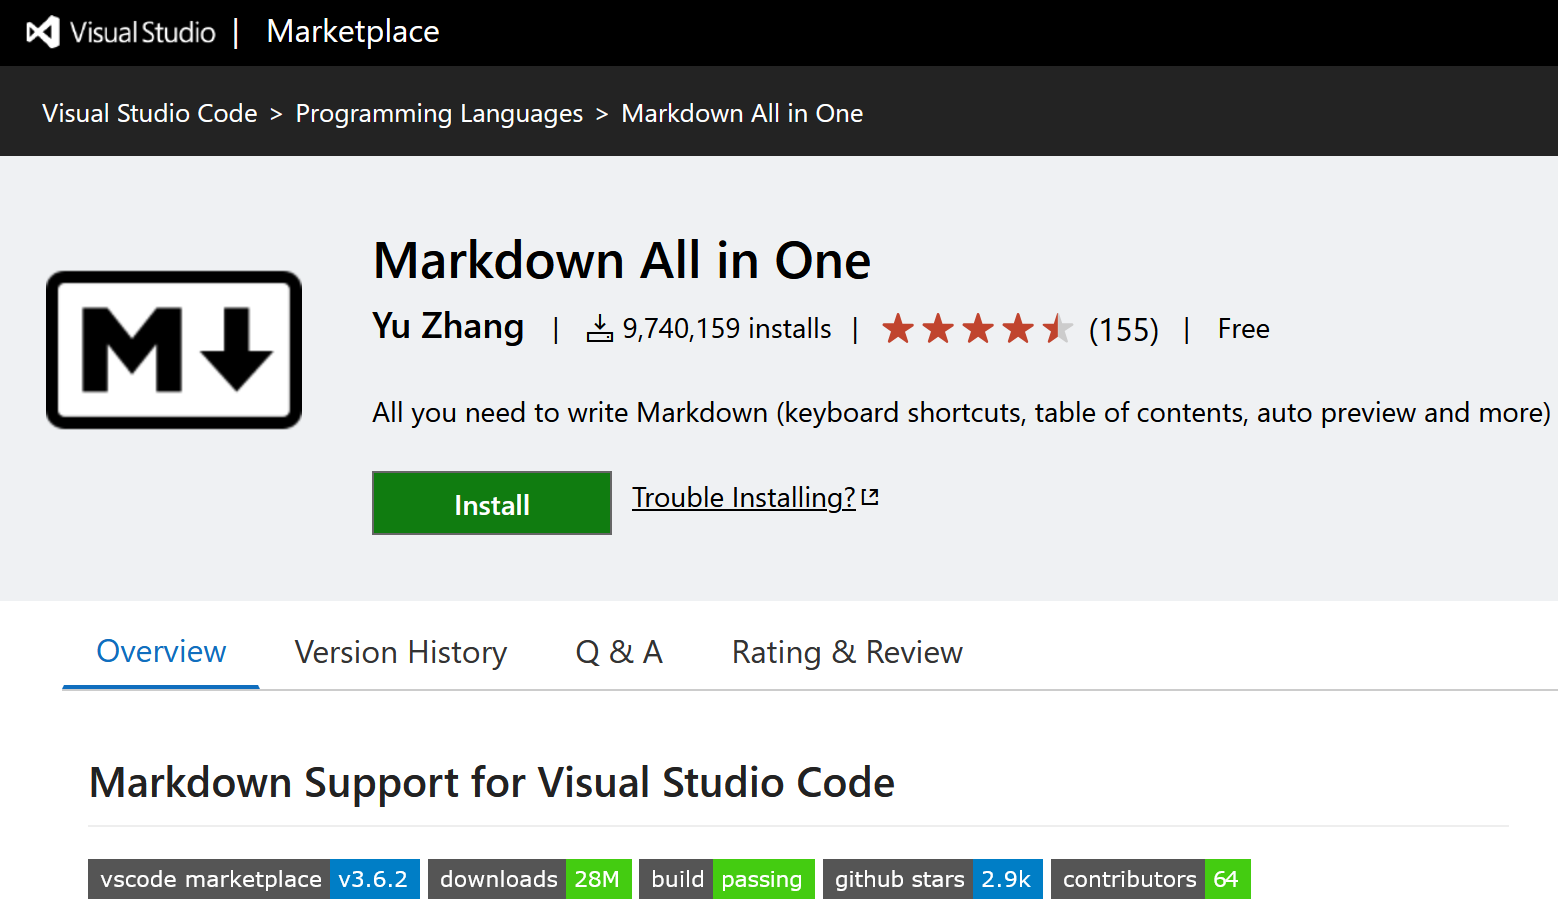 Visual Studio | Marketplace
Visual Studio Code > Programming Languages > Markdown All in One
Markdown All in One
Yu Zhang | 9,740,159 installs | (155) | Free
All you need to write Markdown (keyboard shortcuts, table of contents, auto preview and more)
Install Trouble Installing?
Overview Version History Q & A Rating & Review
Markdown Support for Visual Studio Code
vscode marketplace v3.6.2 downloads 28M build passing github stars 2.9k contributors 64